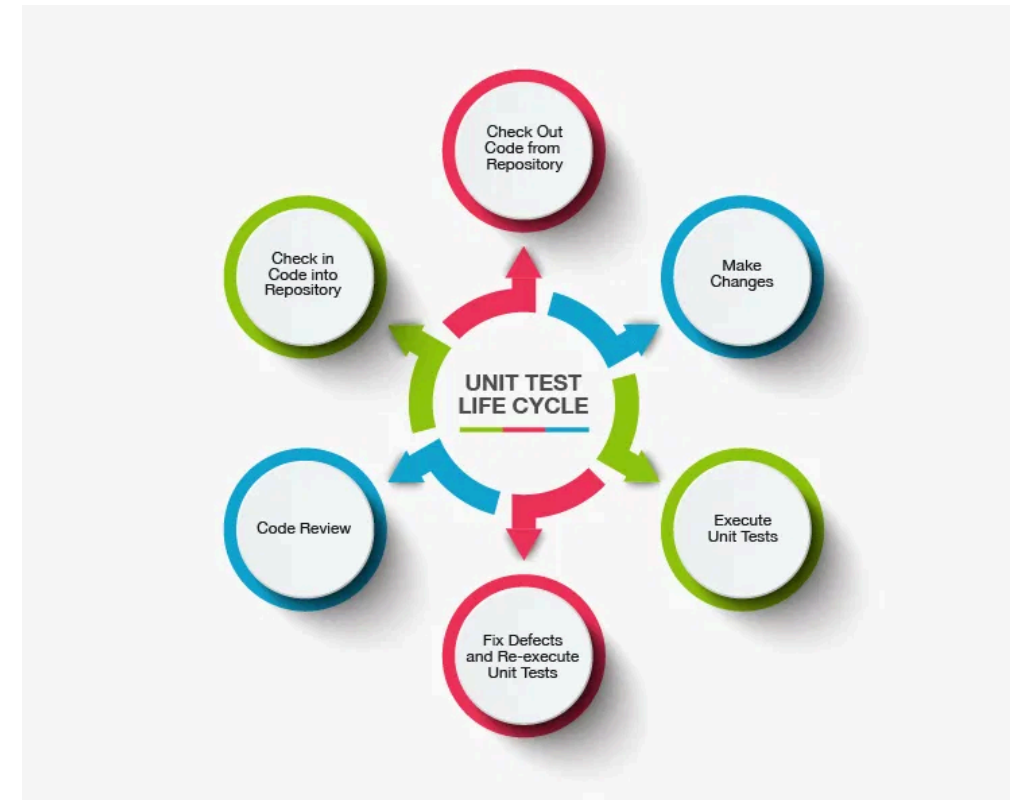 Check Out
Code from
Repository
Make
Changes
Execute
Unit Tests
Fix Defects
and Re-execute
Unit Tests
Code Review
Check in
Code into
Repository
UNIT TEST
LIFE CYCLE